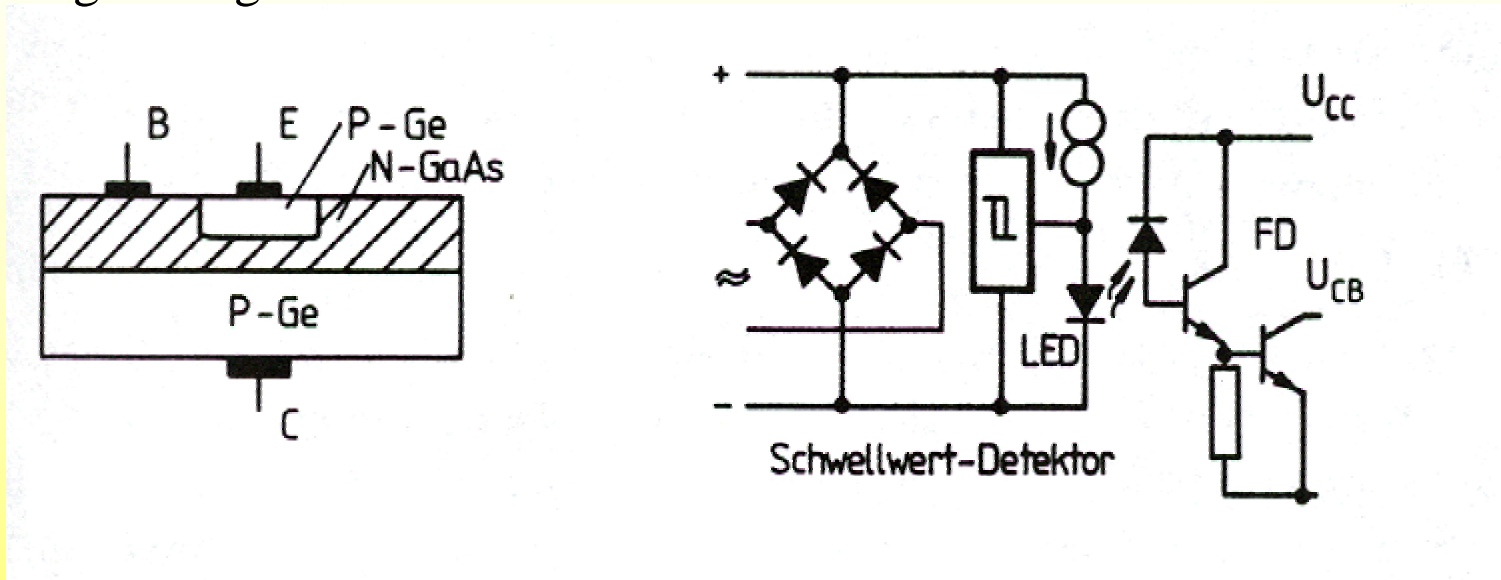 B
E
P-Ge
N-GaAs
P-Ge
C
+
≈
-
Schwellwert-Detektor
LED
FD
U_CC
U_CB